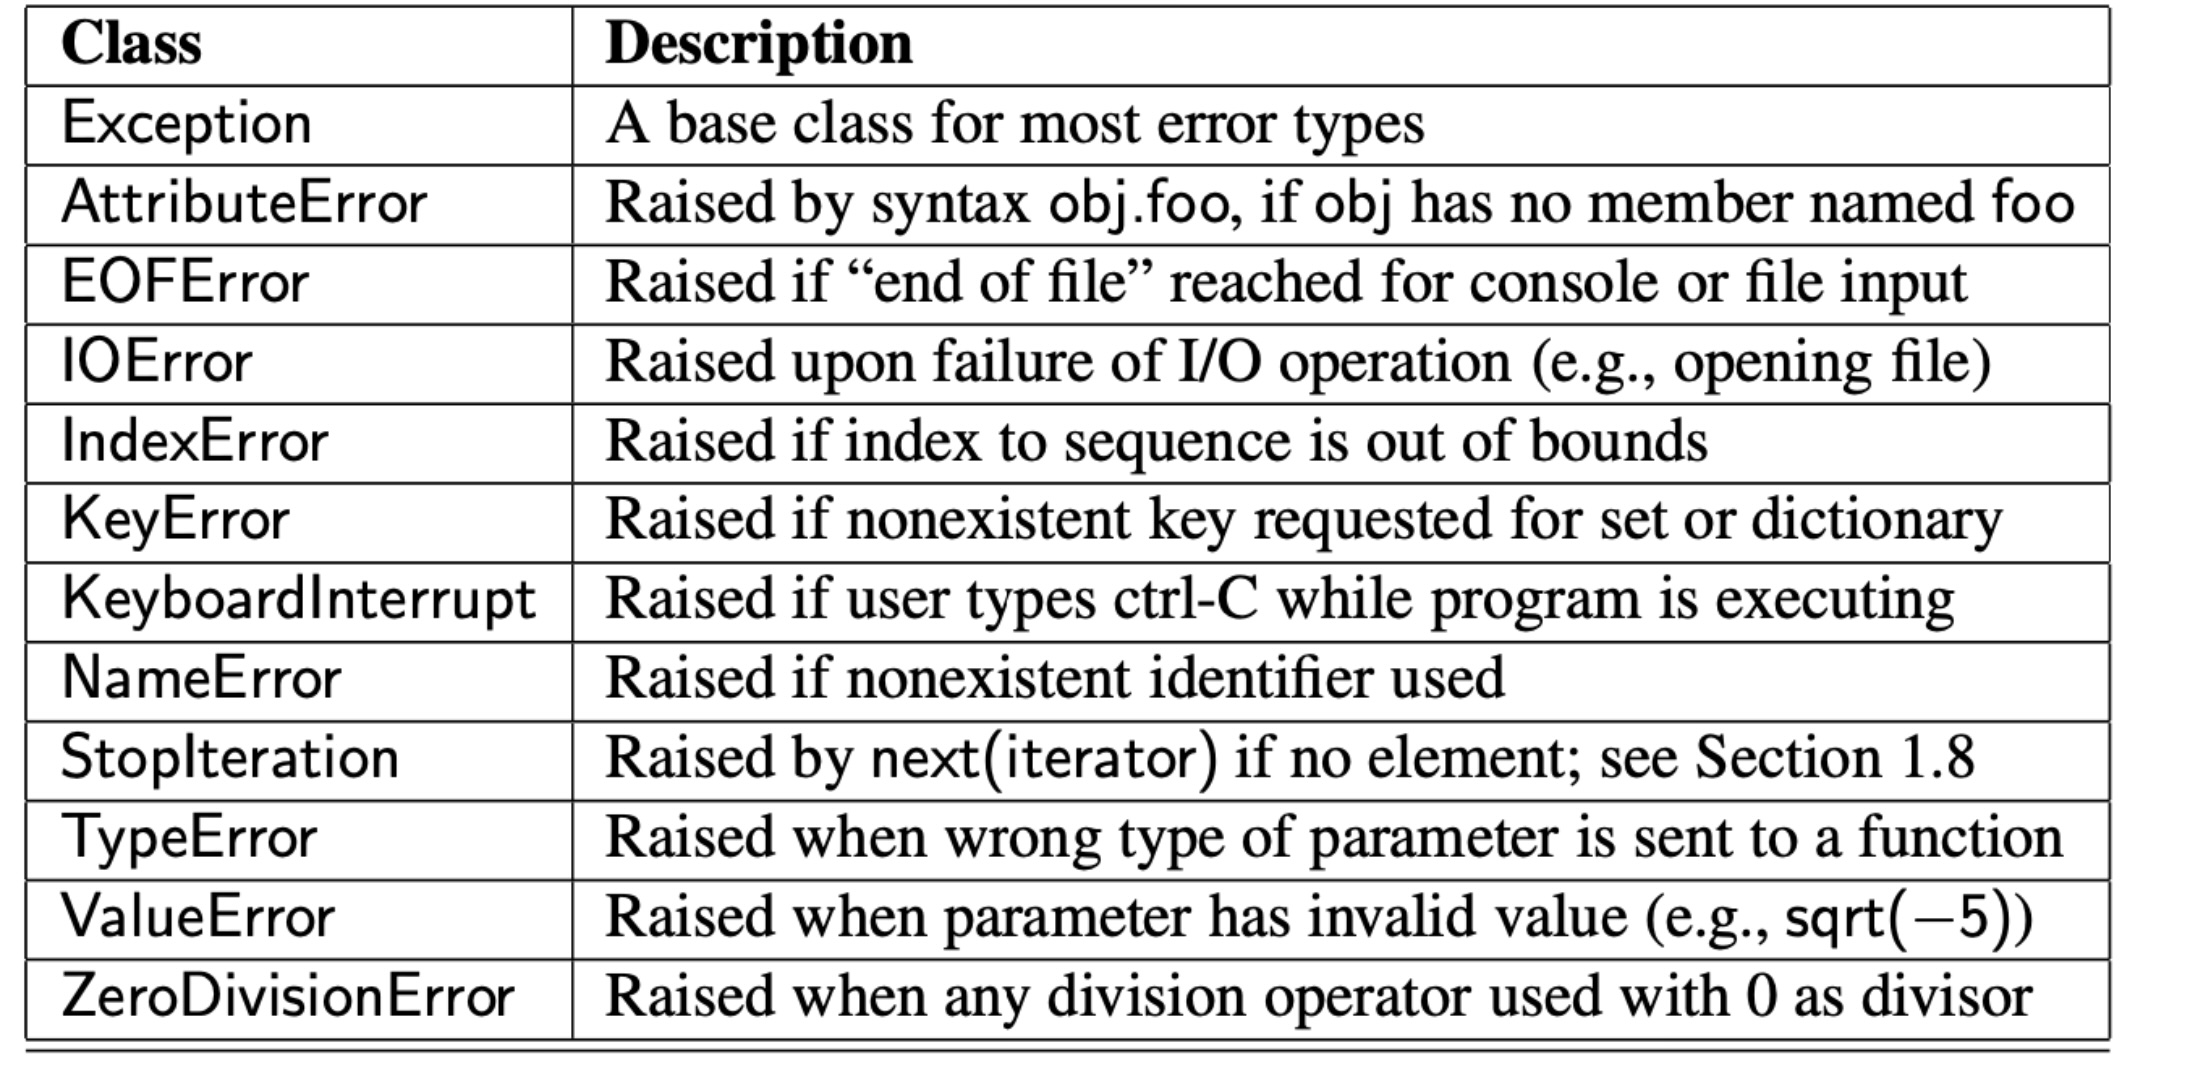 Class Description
Exception A base class for most error types
AttributeError Raised by syntax obj.foo, if obj has no member named foo
EOFError Raised if “end of file” reached for console or file input
IOError Raised upon failure of I/O operation (e.g., opening file)
IndexError Raised if index to sequence is out of bounds
KeyError Raised if nonexistent key requested for set or dictionary
KeyboardInterrupt Raised if user types ctrl-C while program is executing
NameError Raised if nonexistent identifier used
StopIteration Raised by next(iterator) if no element; see Section 1.8
TypeError Raised when wrong type of parameter is sent to a function
ValueError Raised when parameter has invalid value (e.g., sqrt(−5))
ZeroDivisionError Raised when any division operator used with 0 as divisor